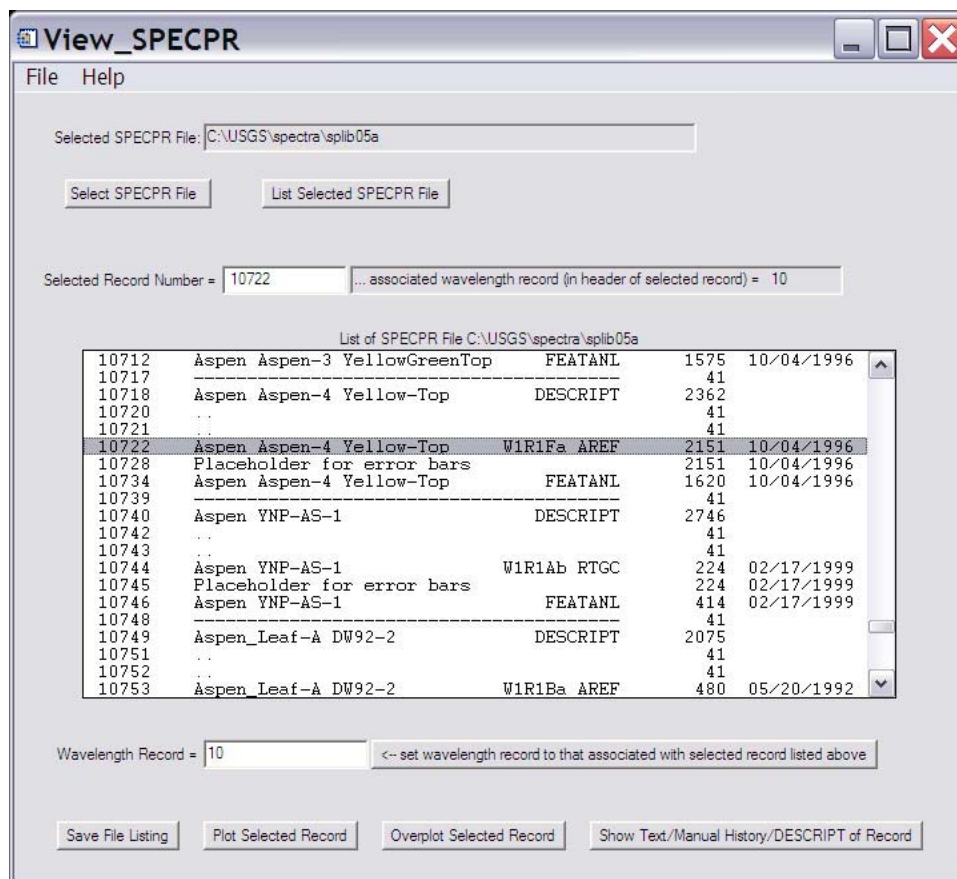 View_SPECPR
File Help
Selected SPECPR File: C:\USGS\spectra\splib05a
Select SPECPR File List Selected SPECPR File
Selected Record Number = 10722 ... associated wavelength record (in header of selected record) = 10
List of SPECPR File C:\USGS\spectra\splib05a
10712 Aspen Aspen-3 YellowGreenTop FEATANL 1575 10/04/1996
10717 ---------------------------------------- 41
10718 Aspen Aspen-4 Yellow-Top DESCRIPT 2362
10720 .. 41
10721 .. 41
10722 Aspen Aspen-4 Yellow-Top W1R1Fa AREF 2151 10/04/1996
10728 Placeholder for error bars 2151 10/04/1996
10734 Aspen Aspen-4 Yellow-Top FEATANL 1620 10/04/1996
10739 ---------------------------------------- 41
10740 Aspen YNP-AS-1 DESCRIPT 2746
10742 .. 41
10743 .. 41
10744 Aspen YNP-AS-1 W1R1Ab RTGC 224 02/17/1999
10745 Placeholder for error bars 224 02/17/1999
10746 Aspen YNP-AS-1 FEATANL 414 02/17/1999
10748 ---------------------------------------- 41
10749 Aspen_Leaf-A DW92-2 DESCRIPT 2075
10751 .. 41
10752 .. 41
10753 Aspen_Leaf-A DW92-2 W1R1Ba AREF 480 05/20/1992
Wavelength Record = 10 <-- set wavelength record to that associated with selected record listed above
Save File Listing Plot Selected Record Overplot Selected Record Show Text/Manual History/DESCRIPT of Record